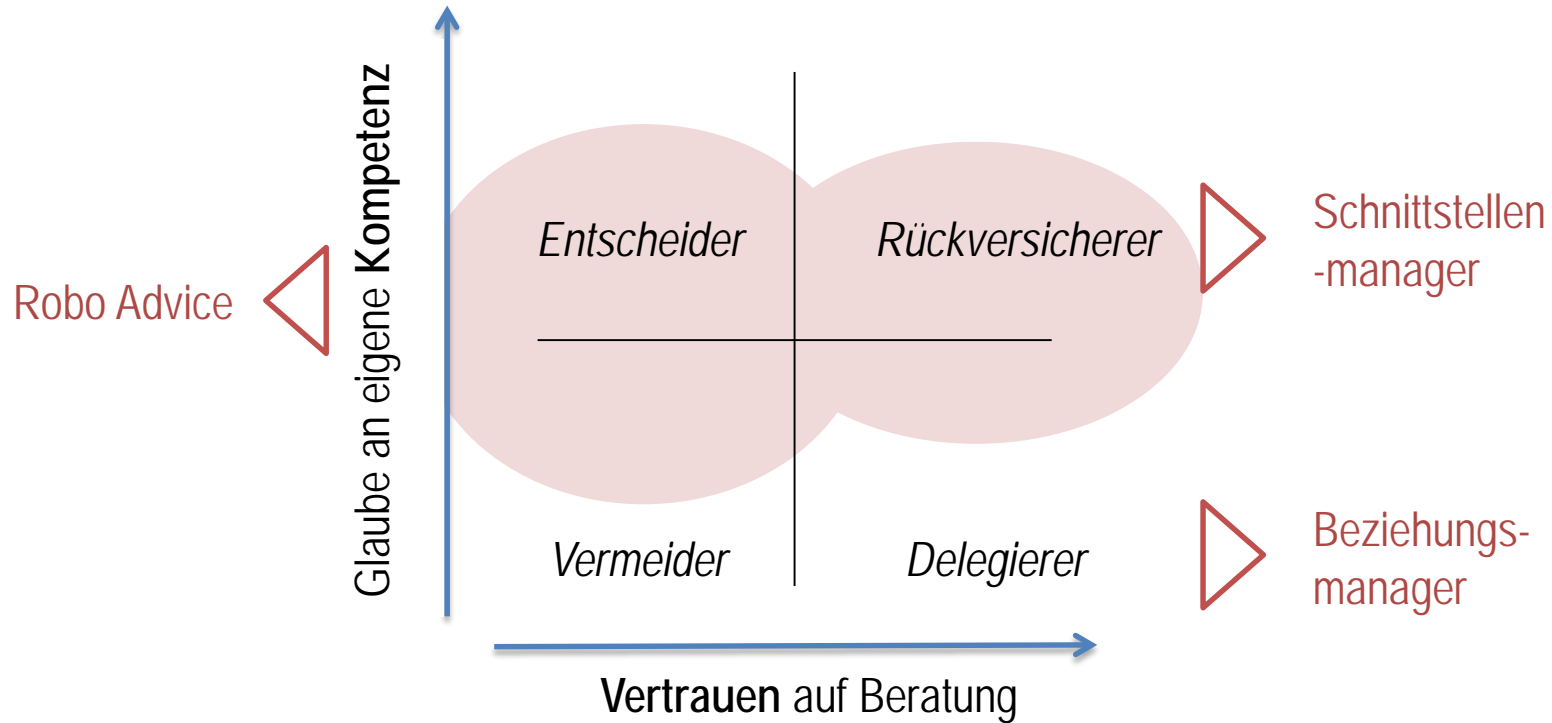 Glaube an eigene Kompetenz
Robo Advice
Entscheider
Rückversicherer
Schnittstellen
-manager
Vermeider
Delegierer
Beziehungs-
manager
Vertrauen auf Beratung